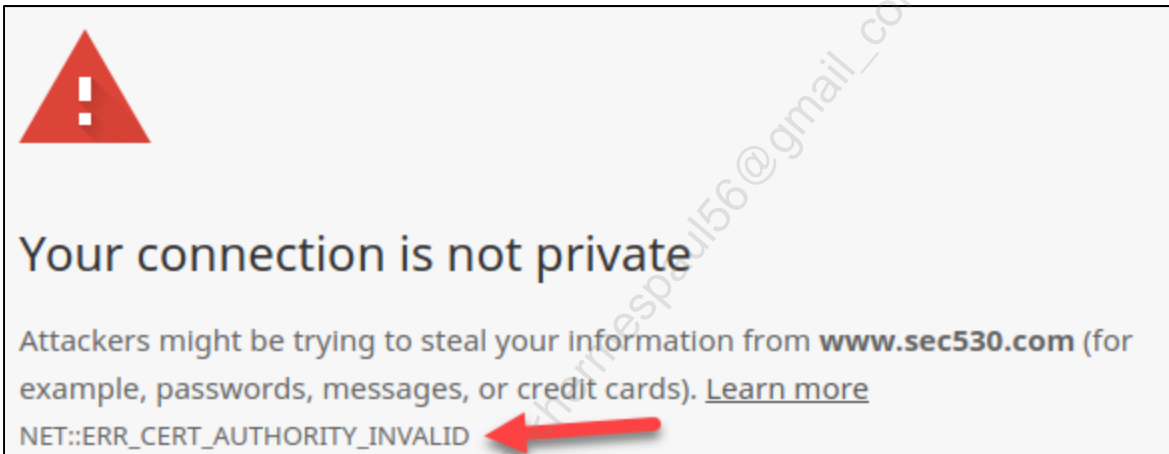 Your connection is not private
Attackers might be trying to steal your information from www.sec530.com (for
example, passwords, messages, or credit cards). Learn more
NET::ERR_CERT_AUTHORITY_INVALID